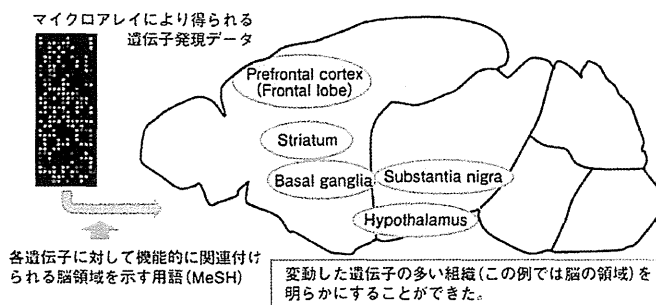 マイクロアレイにより得られる
遺伝子発現データ
Prefrontal cortex
(Frontal lobe)
Striatum
Basal ganglia
Substantia nigra
Hypothalamus
各遺伝子に対して機能的に関連付け
られる脳領域を示す用語(MeSH)
変動した遺伝子の多い組織(この例では脳の領域)を
明らかにすることができた。